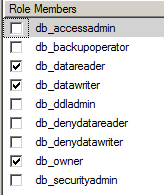 Role Members
db_accessadmin
db_backupoperator
db_datareader
db_datawriter
db_ddladmin
db_denydatareader
db_denydatawriter
db_owner
db_securityadmin